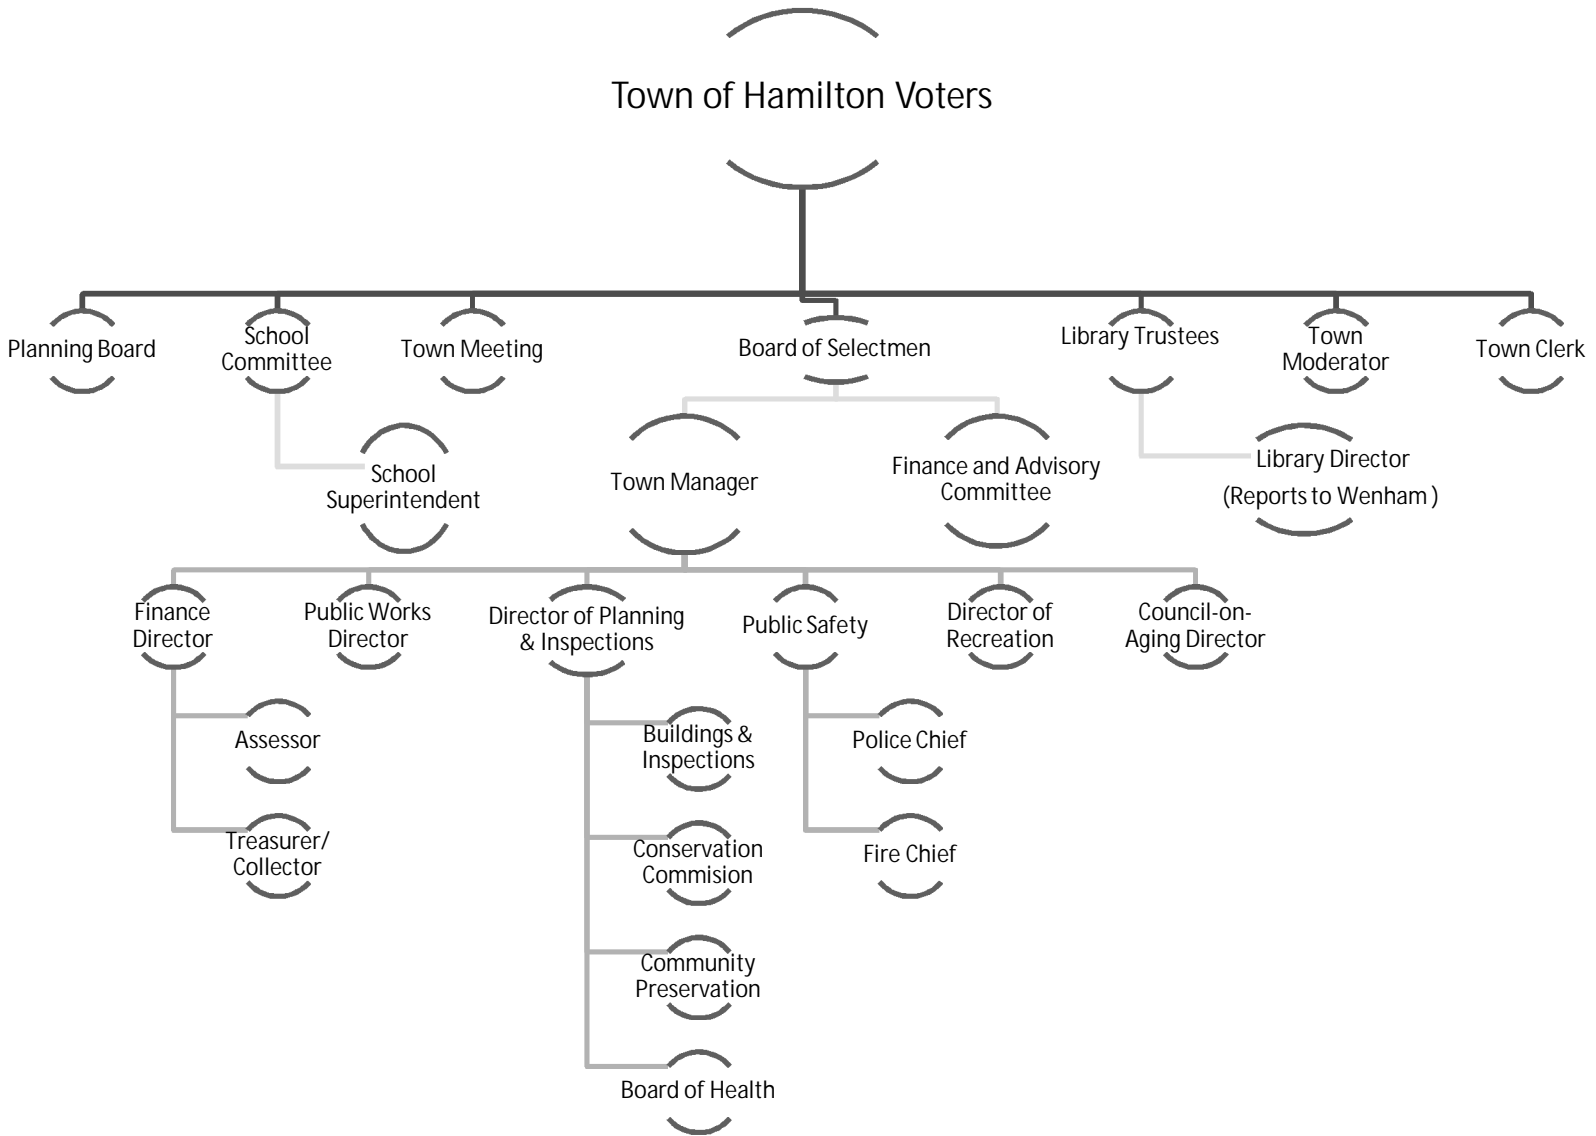 Town of Hamilton Voters
Planning Board
School
Committee
Town Meeting
Board of Selectmen
Library Trustees
Town
Moderator
Town Clerk
School
Superintendent
Town Manager
Finance and Advisory
Committee
Library Director
(Reports to Wenham )
Finance
Director
Public Works
Director
Director of Planning
& Inspections
Public Safety
Director of
Recreation
Council-on-
Aging Director
Assessor
Treasurer/
Collector
Buildings &
Inspections
Conservation
Commision
Community
Preservation
Board of Health
Police Chief
Fire Chief